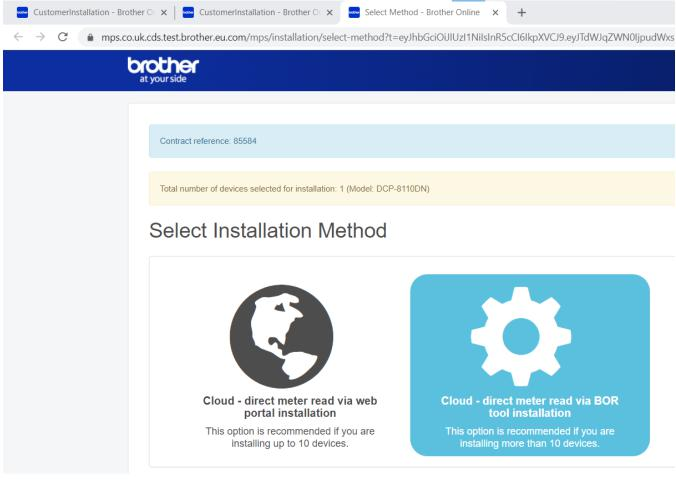 CustomerInstallation - Brother O
CustomerInstallation - Brother O
Select Method - Brother Online
mps.co.uk.cds.test.brother.eu.com/mps/installation/select-method?t=eyJhbGciOiJIUzI1NiIsInR5cCI6IkpXVCJ9.eyJTdWJqZWN0IjpudWxs
brother
at your side
Contract reference: 85584
Total number of devices selected for installation: 1 (Model: DCP-8110DN)
Select Installation Method
Cloud - direct meter read via web
portal installation
This option is recommended if you are
installing up to 10 devices.
Cloud - direct meter read via BOR
tool installation
This option is recommended if you are
installing more than 10 devices.